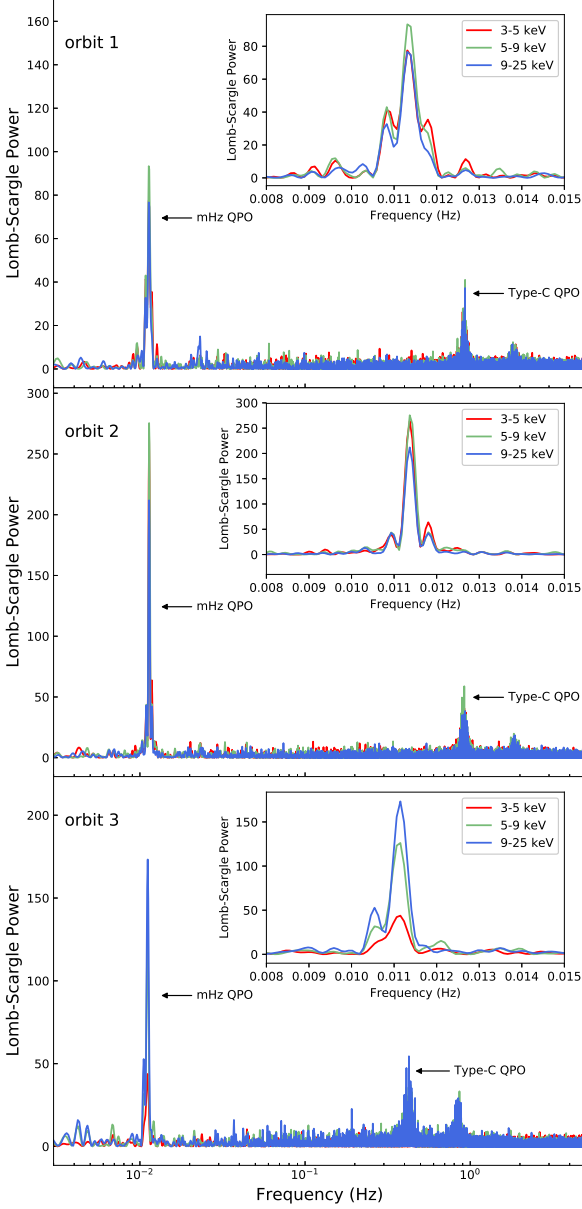 orbit 1
Lomb-Scargle Power
160
140
120
100
80
60
40
20
0
mHz QPO
Type-C QPO
Lomb-Scargle Power
80
60
40
20
0
3-5 keV
5-9 keV
9-25 keV
0.008 0.009 0.010 0.011 0.012 0.013 0.014 0.015
Frequency (Hz)
orbit 2
Lomb-Scargle Power
300
250
200
150
100
50
0
mHz QPO
Type-C QPO
Lomb-Scargle Power
300
250
200
150
100
50
0
3-5 keV
5-9 keV
9-25 keV
0.008 0.009 0.010 0.011 0.012 0.013 0.014 0.015
Frequency (Hz)
orbit 3
Lomb-Scargle Power
200
150
100
50
0
mHz QPO
Type-C QPO
Lomb-Scargle Power
150
100
50
0
3-5 keV
5-9 keV
9-25 keV
0.008 0.009 0.010 0.011 0.012 0.013 0.014 0.015
Frequency (Hz)
10⁻² 10⁻¹ 10⁰
Frequency (Hz)